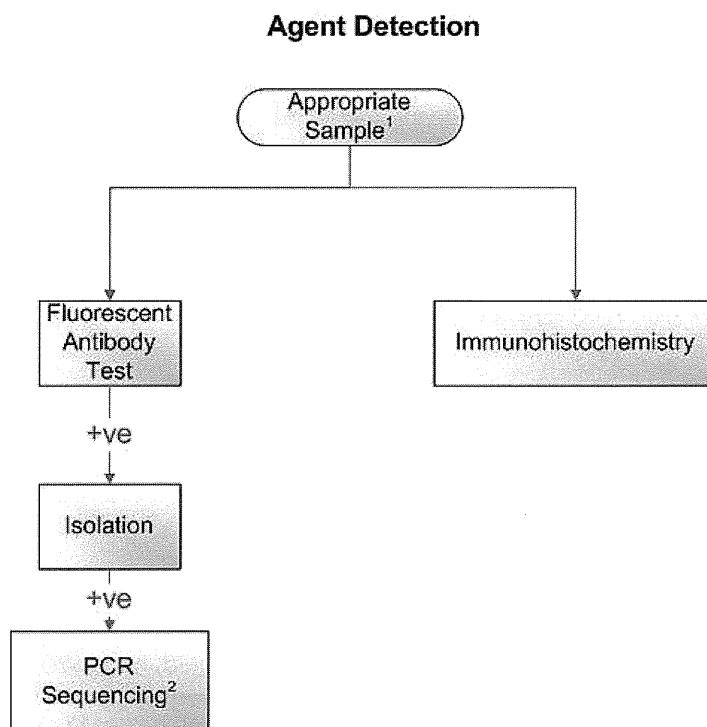 Agent Detection
Appropriate
Sample¹
Fluorescent
Antibody
Test
Immunohistochemistry
+ve
Isolation
+ve
PCR
Sequencing²